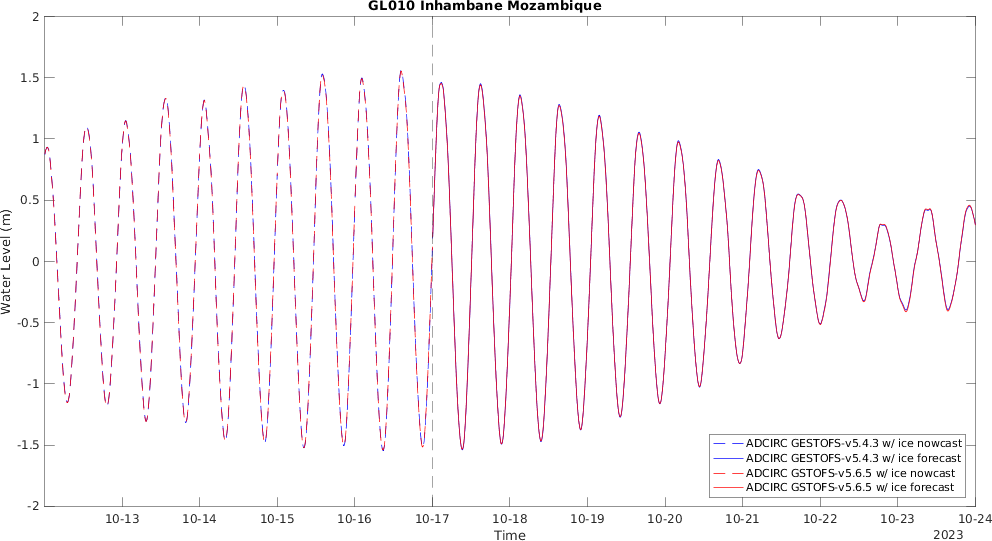 GL010 Inhambane Mozambique
2
1.5
1
0.5
0
-0.5
-1
-1.5
-2
Water Level (m)
10-13 10-14 10-15 10-16 10-17 10-18 10-19 10-20 10-21 10-22 10-23 10-24
Time
2023
ADCIRC GESTOFS-v5.4.3 w/ ice nowcast
ADCIRC GESTOFS-v5.4.3 w/ ice forecast
ADCIRC GSTOFS-v5.6.5 w/ ice nowcast
ADCIRC GSTOFS-v5.6.5 w/ ice forecast